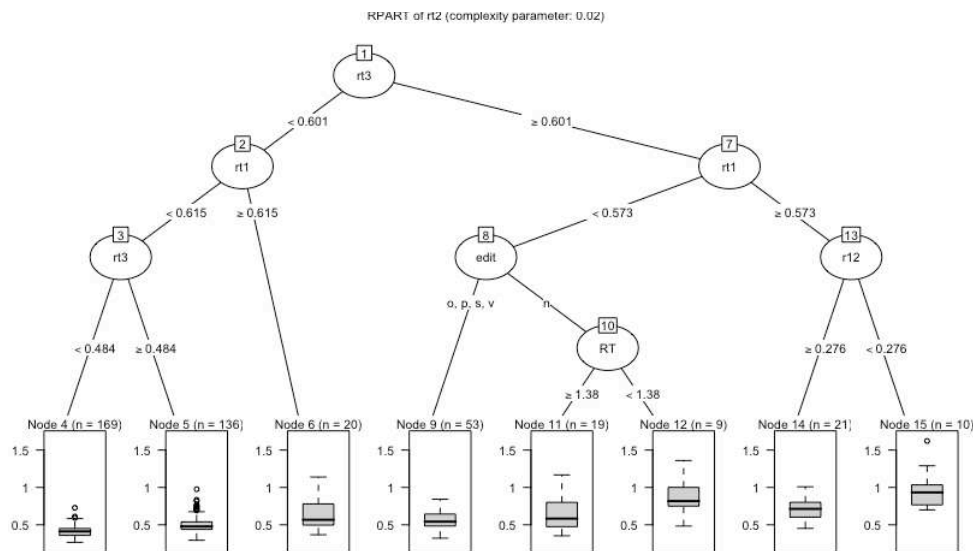 RPART of rt2 (complexity parameter: 0.02)
1
rt3
< 0.601
≥ 0.601
2
rt1
7
rt1
< 0.615
≥ 0.615
< 0.573
≥ 0.573
3
rt3
8
edit
13
r12
o, p, s, v
n
10
RT
< 0.484
≥ 0.484
≥ 0.276
< 0.276
≥ 1.38
< 1.38
Node 4 (n = 169)
Node 5 (n = 136)
Node 6 (n = 20)
Node 9 (n = 53)
Node 11 (n = 19)
Node 12 (n = 9)
Node 14 (n = 21)
Node 15 (n = 10)
1.5 1.5 1.5 1.5 1.5 1.5 1.5 1.5
1 1 1 1 1 1 1 1
0.5 0.5 0.5 0.5 0.5 0.5 0.5 0.5